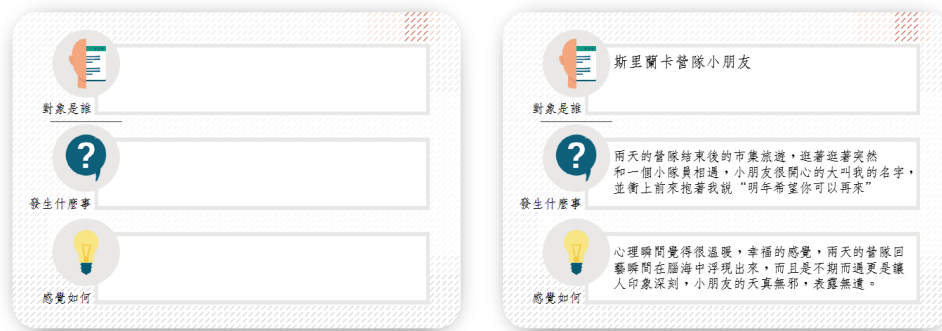 對象是誰
?
發生什麼事
感覺如何
斯里蘭卡營隊小朋友
對象是誰
?
兩天的營隊結束後的市集旅遊，逛著逛著突然
和一個小隊員相遇，小朋友很開心的大叫我的名字，
並衝上前來抱著我說“明年希望你可以再來”
發生什麼事
心理瞬間覺得很溫暖，幸福的感覺，兩天的營隊回
藝瞬間在腦海中浮現出來，而且是不期而遇更是讓
人印象深刻，小朋友的天真無邪，表露無遺。
感覺如何